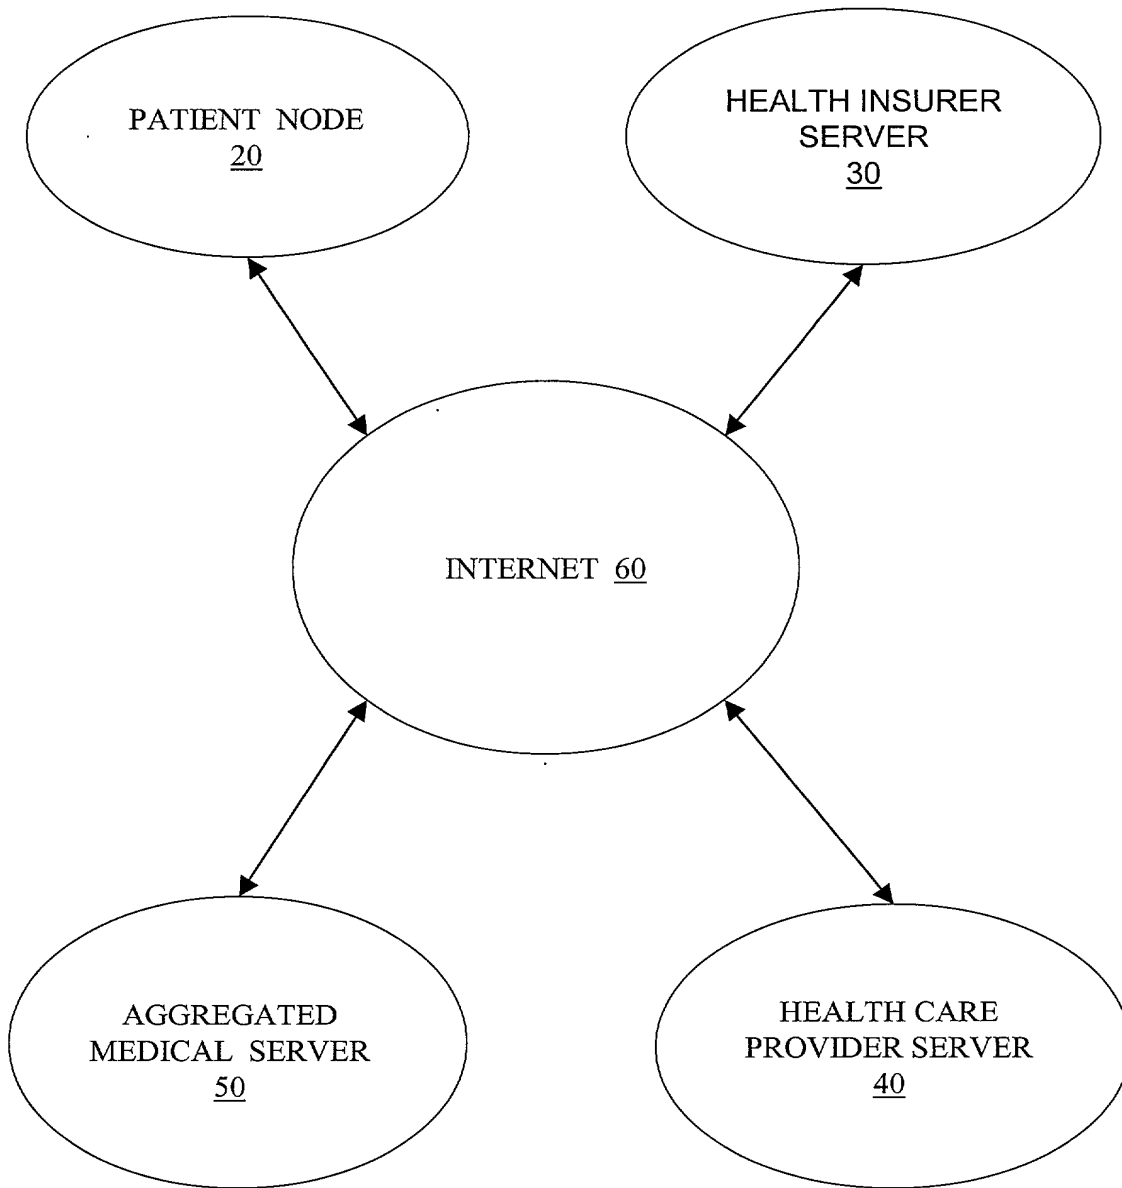 PATIENT NODE
20
HEALTH INSURER
SERVER
30
INTERNET 60
AGGREGATED
MEDICAL SERVER
50
HEALTH CARE
PROVIDER SERVER
40